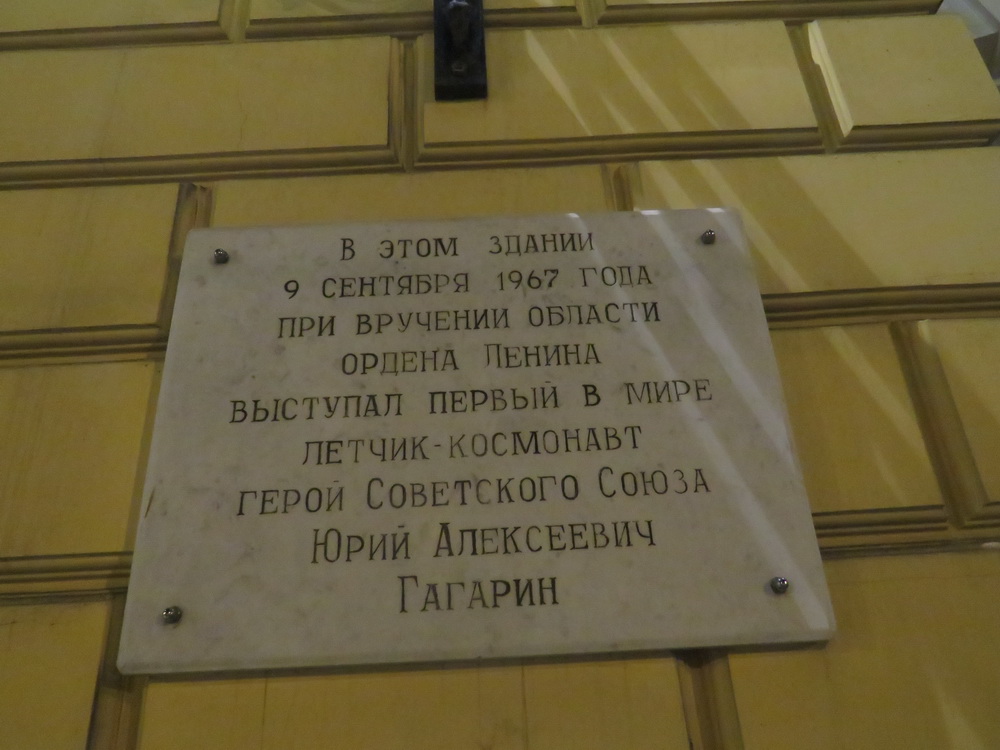 В этом здании
9 сентября 1967 года
при вручении области
ордена Ленина
выступал первый в мире
летчик-космонавт
Герой Советского Союза
Юрий Алексеевич
Гагарин